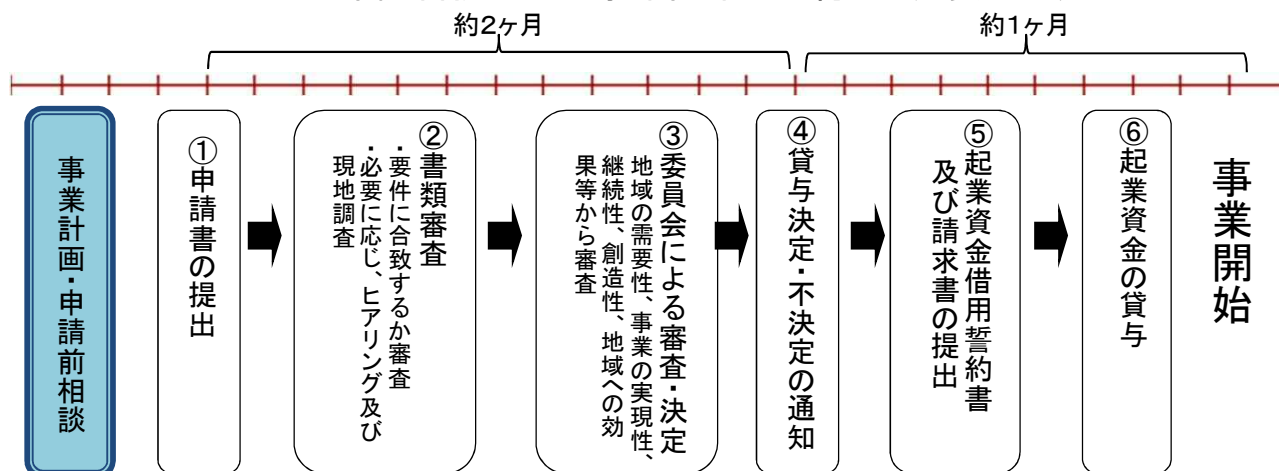 約2ヶ月
約1ヶ月
事業計画・申請前相談
①申請書の提出
②書類審査
・要件に合致するか審査
・必要に応じ、ヒアリング及び
現地調査
③委員会による審査・決定
地域の需要性、事業の実現性、
継続性、創造性、地域への効
果等から審査
④貸与決定・不決定の通知
⑤起業資金借用誓約書
及び請求書の提出
⑥起業資金の貸与
事業開始